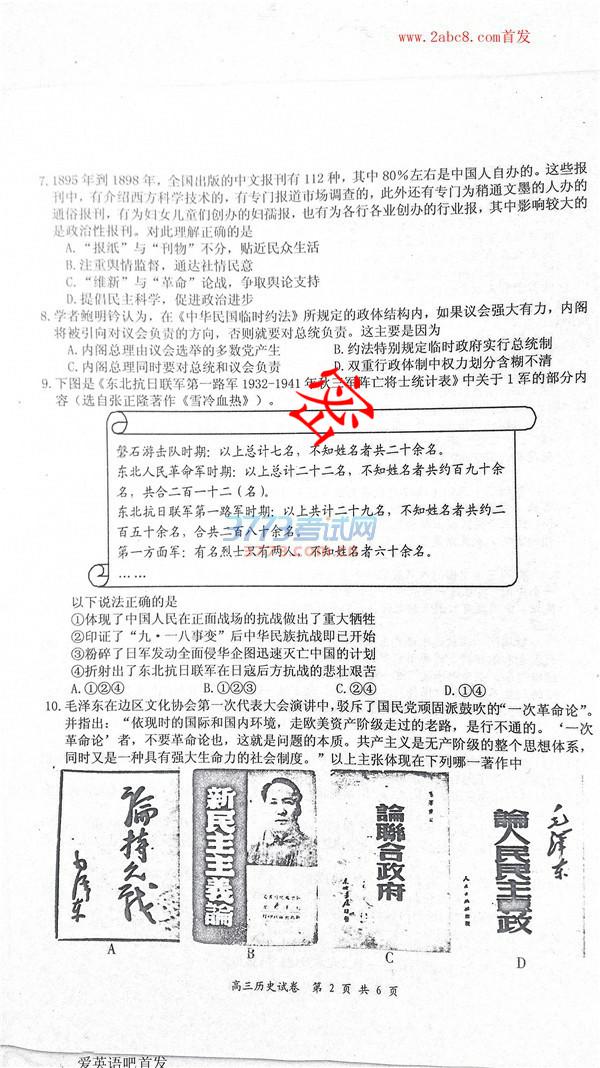 www.2abc8.com首发
7.1895年到1898年，全国出版的中文报刊有112种，其中80%左右是中国人自办的。这些报
刊中，有介绍西方科学技术的，有专门报道市场调查的，此外还有专门为稍通文墨的人办的
通俗报刊，有为妇女儿童们创办的妇孺报，也有为各行各业创办的行业报，其中影响较大的
是政治性报刊。对此理解正确的是
A.“报纸”与“刊物”不分，贴近民众生活
B.注重舆情监督，通达社情民意
C.“维新”与“革命”论战，争取舆论支持
D.提倡民主科学，促进政治进步
8.学者鲍明钤认为，在《中华民国临时约法》所规定的政体结构内，如果议会强大有力，内阁
将被引向对议会负责的方向，否则就要对总统负责。这主要是因为
A.内阁总理由议会选举的多数党产生 B.约法特别规定临时政府实行总统制
C.内阁总理同时要对总统和议会负责 D.双重行政体制中权力划分含糊不清
9.下图是《东北抗日联军第一路军1932-1941年秋三军阵亡将士统计表》中关于1军的部分内
容（选自张正隆著作《雪冷血热》）。
密
磐石游击队时期：以上总计七名，不知姓名者共二十余名。
东北人民革命军时期：以上总计二十二名，不知姓名者共约百九十余
名，共合二百一十二（名）。
东北抗日联军第一路军时期：以上共计二十九名，不知姓名者共约二
百五十余名，合共二百八十余名。
3773考试网
第一方面军：有名烈士只有两人，不知姓名者六十余名。
……
以下说法正确的是
①体现了中国人民在正面战场的抗战做出了重大牺牲
②印证了“九·一八事变”后中华民族抗战即已开始
③粉碎了日军发动全面侵华企图迅速灭亡中国的计划
④折射出了东北抗日联军在日寇后方抗战的悲壮艰苦
A.①②④ B.①②③ C.②④ D.①④
10.毛泽东在边区文化协会第一次代表大会演讲中，驳斥了国民党顽固派鼓吹的“一次革命论”。
并指出：“依现时的国际和国内环境，走欧美资产阶级走过的老路，是行不通的。‘一次
革命论’者，不要革命论也，这就是问题的本质。共产主义是无产阶级的整个思想体系，
同时又是一种具有强大生命力的社会制度。”以上主张体现在下列哪一著作中
論持久戰
毛泽东
新民主主義論
論聯合政府
論人民民主專政
毛泽东
人民出版社出版
A
B
C
D
高三历史试卷 第2页共6页
爱英语吧首发